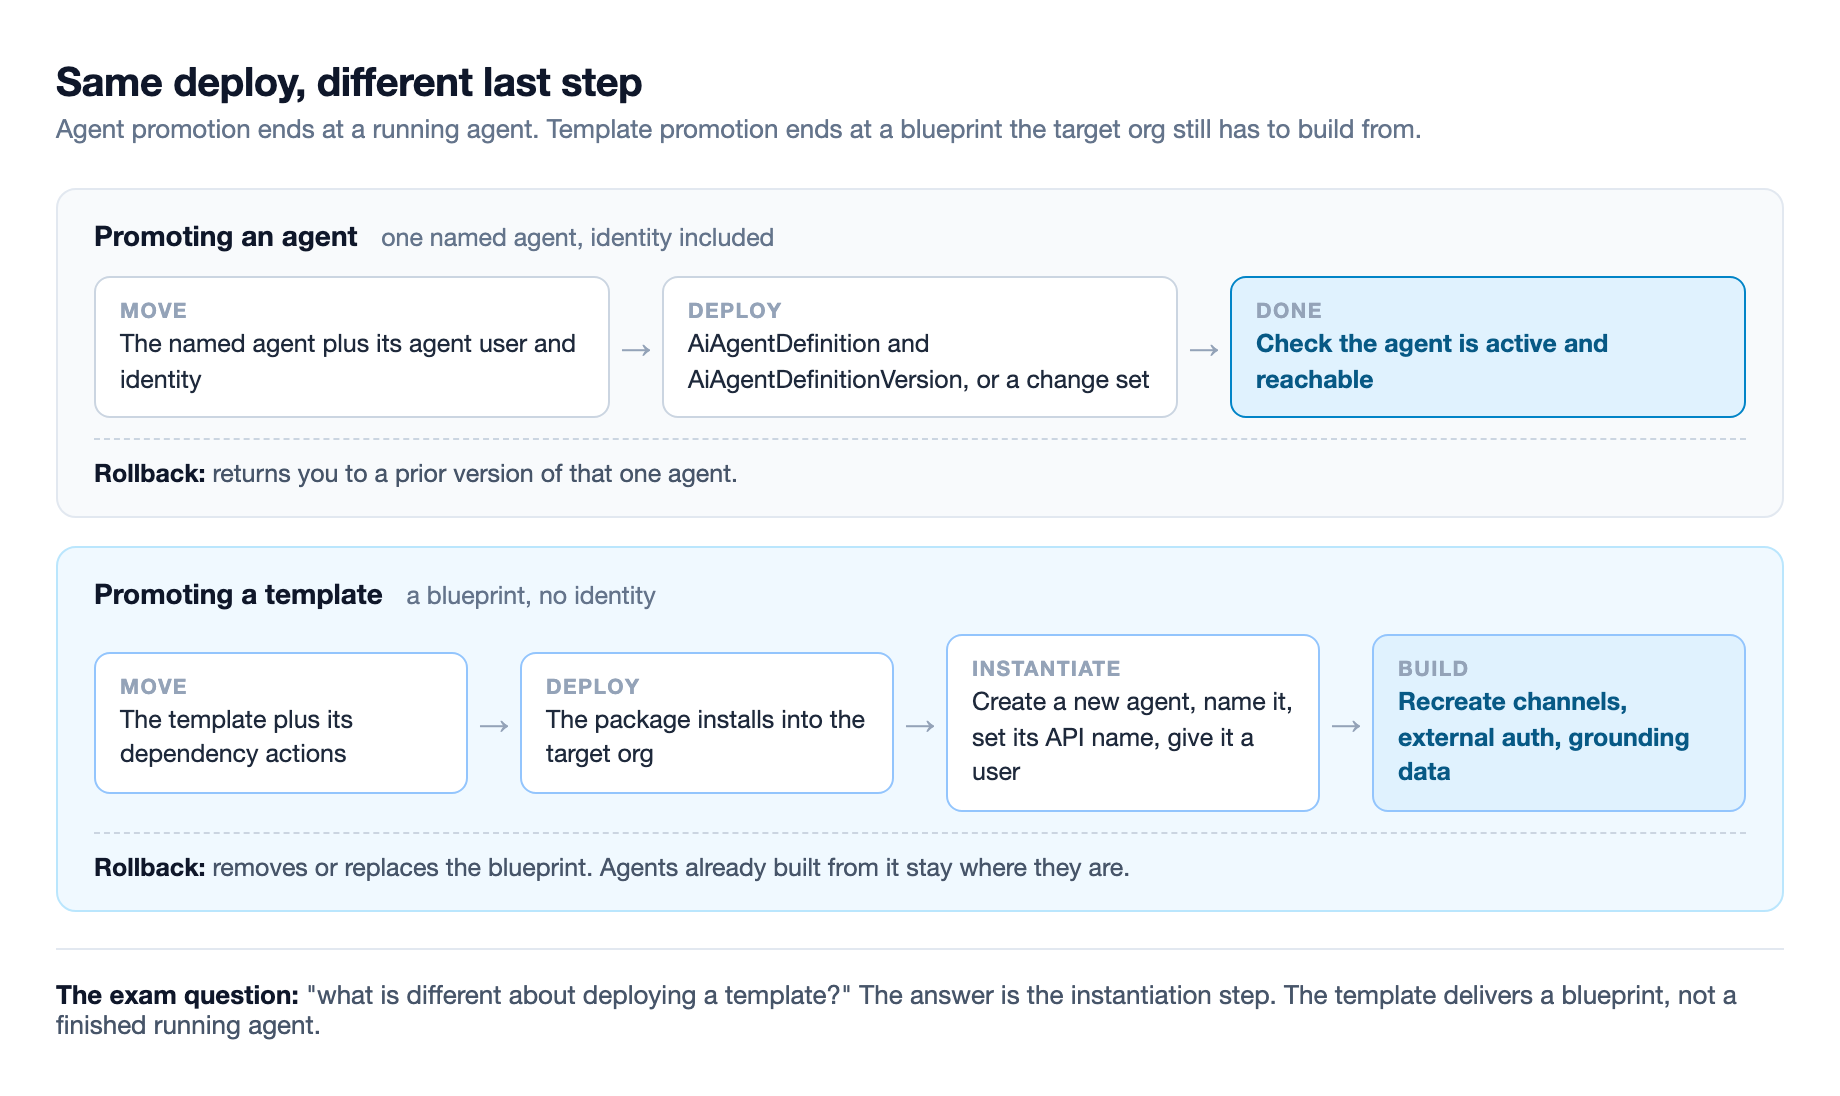 Same deploy, different last step
Agent promotion ends at a running agent. Template promotion ends at a blueprint the target org still has to build from.
Promoting an agent one named agent, identity included
MOVE
The named agent plus its agent user and
identity
→
DEPLOY
AiAgentDefinition and
AiAgentDefinitionVersion, or a change set
→
DONE
Check the agent is active and
reachable
Rollback: returns you to a prior version of that one agent.
Promoting a template a blueprint, no identity
MOVE
The template plus its
dependency actions
→
DEPLOY
The package installs into the
target org
→
INSTANTIATE
Create a new agent, name it,
set its API name, give it a
user
→
BUILD
Recreate channels,
external auth, grounding
data
Rollback: removes or replaces the blueprint. Agents already built from it stay where they are.
The exam question: "what is different about deploying a template?" The answer is the instantiation step. The template delivers a blueprint, not a
finished running agent.